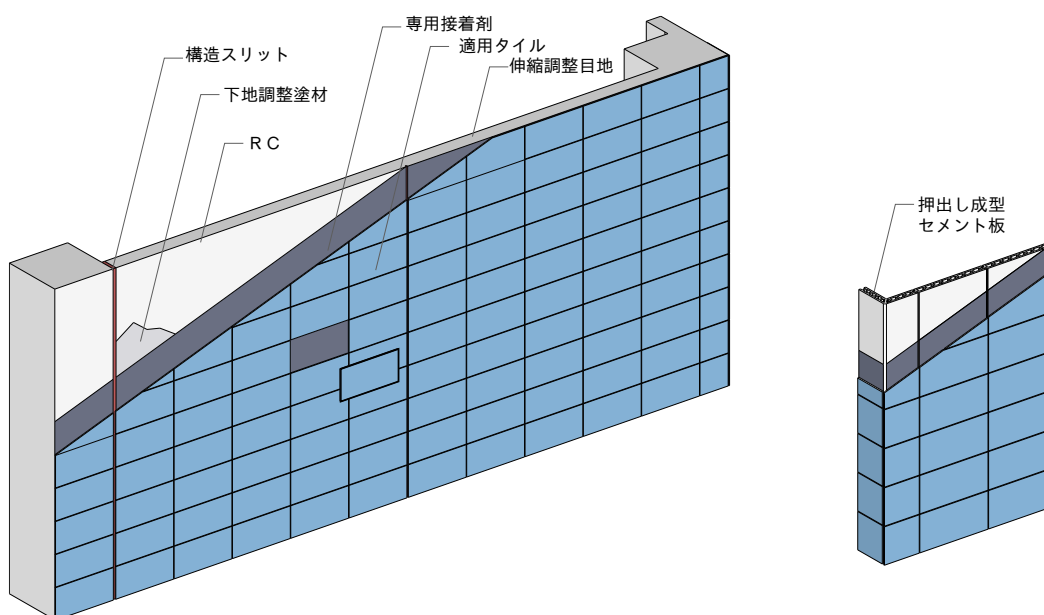 専用接着剤
構造スリット
適用タイル
伸縮調整目地
下地調整塗材
ＲＣ
押出し成型
セメント板